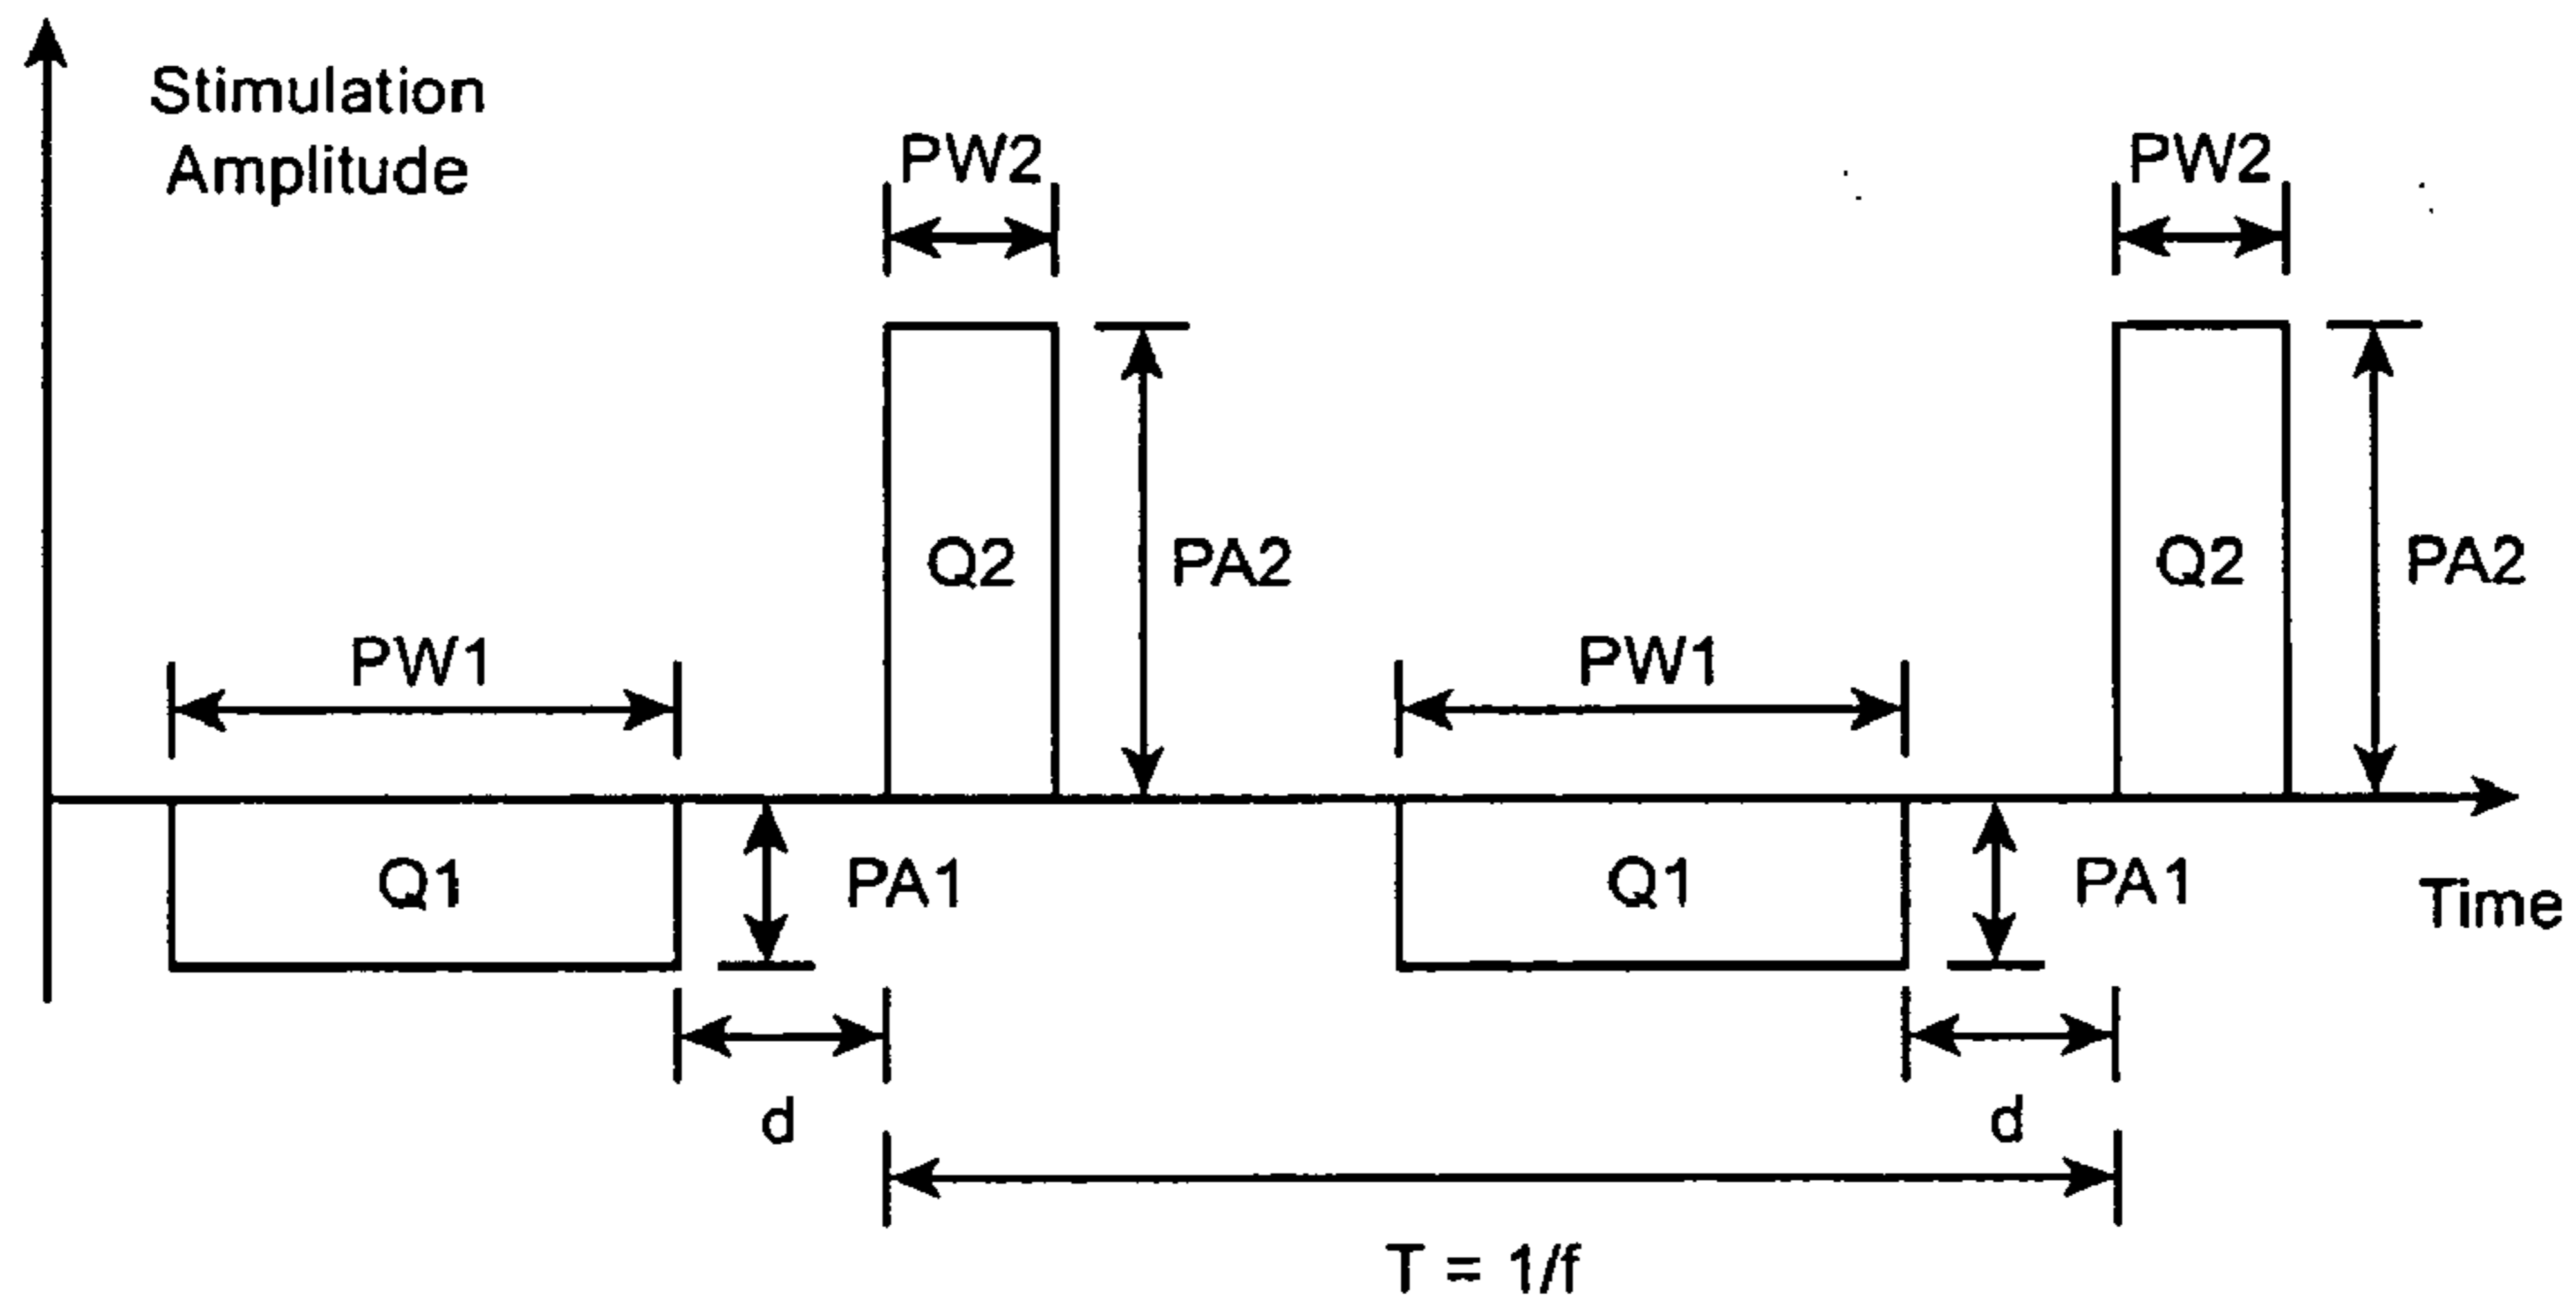 Stimulation
Amplitude
PW2
PW2
Q2
PA2
Q2
PA2
PW1
PW1
Q1
PA1
Q1
PA1
Time
d
d
T = 1/f